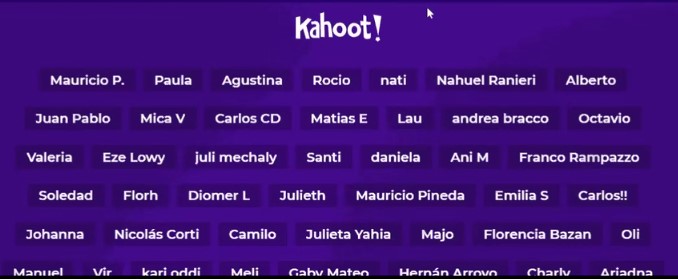 Kahoot!
Mauricio P. Paula Agustina Rocio nati Nahuel Ranieri Alberto
Juan Pablo Mica V Carlos CD Matias E Lau andrea bracco Octavio
Valeria Eze Lowy juli mechaly Santi daniela Ani M Franco Rampazzo
Soledad Florh Diomer L Julieth Mauricio Pineda Emilia S Carlos!!
Johanna Nicolás Corti Camilo Julieta Yahia Majo Florencia Bazan Oli
Manuel Vir kari oddi Meli Gaby Mateo Hernán Arroyo Charly Ariadna